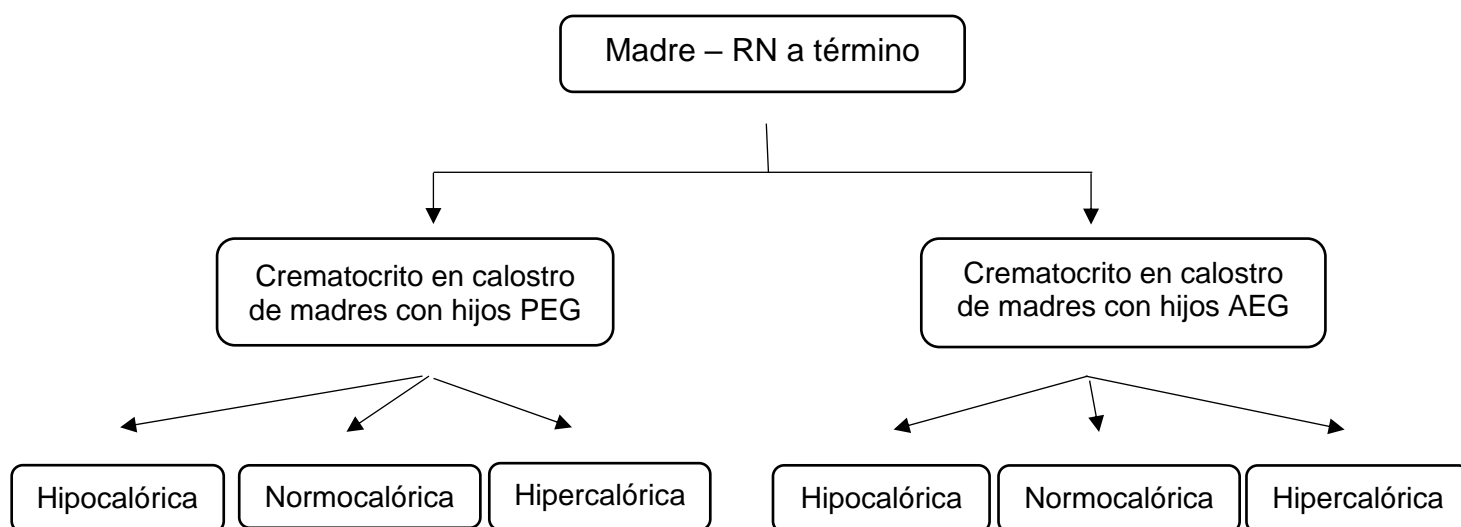 Madre – RN a término
Crematocrito en calostro
de madres con hijos PEG
Crematocrito en calostro
de madres con hijos AEG
Hipocalórica
Normocalórica
Hipercalórica
Hipocalórica
Normocalórica
Hipercalórica